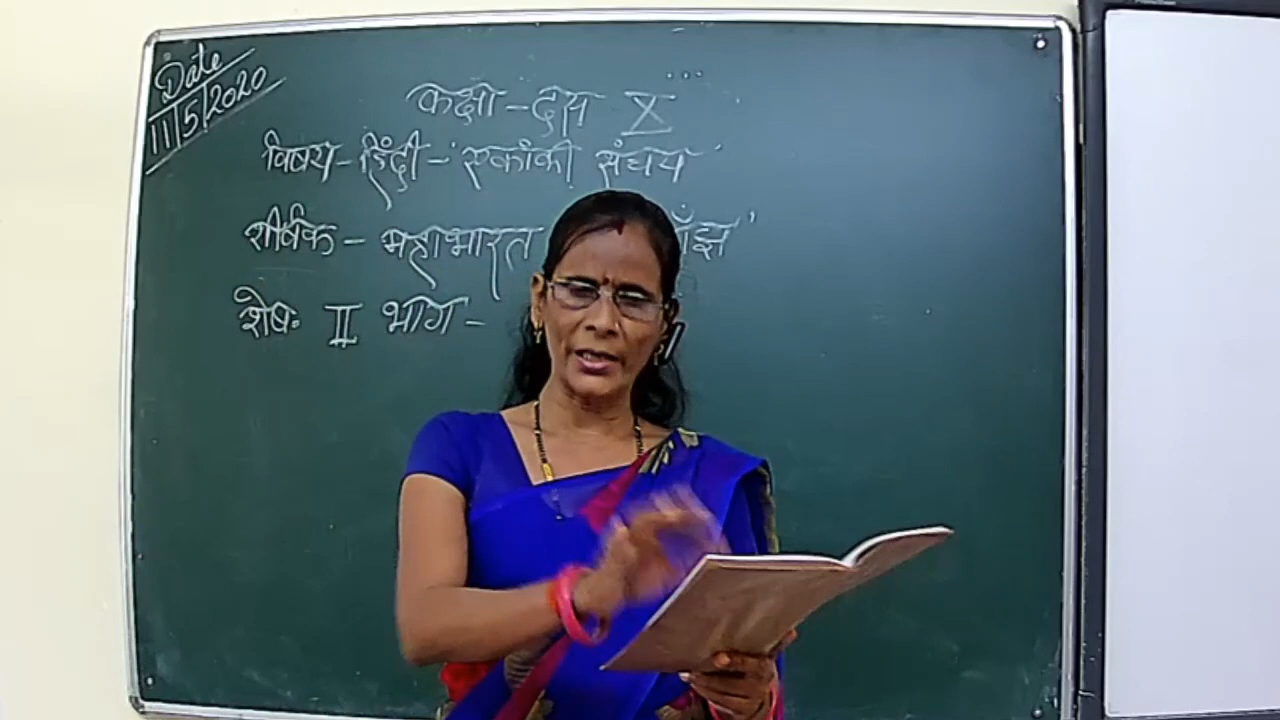 Date
11/5/2020
कक्षा - दस X
विषय - हिंदी - 'एकांकी संचय'
शीर्षक - महाभारत
शेष: II भाग -